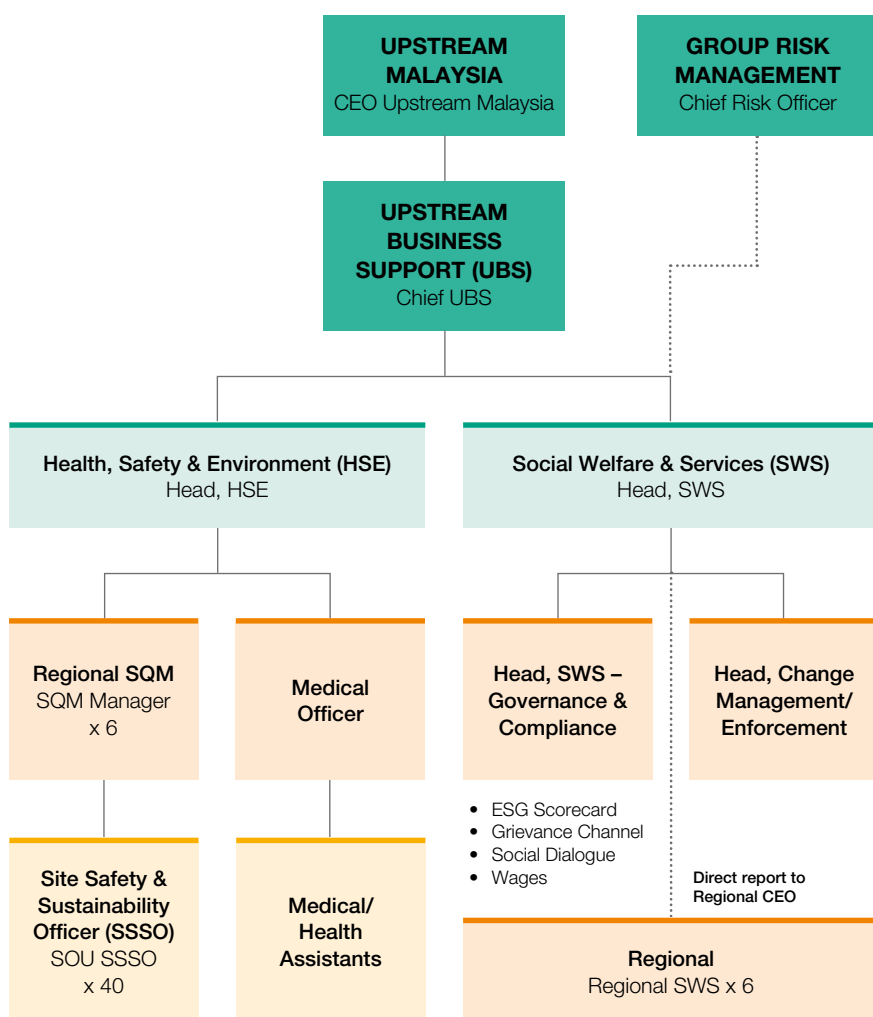 UPSTREAM
MALAYSIA
CEO Upstream Malaysia
GROUP RISK
MANAGEMENT
Chief Risk Officer
UPSTREAM
BUSINESS
SUPPORT (UBS)
Chief UBS
Health, Safety & Environment (HSE)
Head, HSE
Social Welfare & Services (SWS)
Head, SWS
Regional SQM
SQM Manager
x 6
Medical
Officer
Head, SWS –
Governance &
Compliance
Head, Change
Management/
Enforcement
• ESG Scorecard
• Grievance Channel
• Social Dialogue
• Wages
Direct report to
Regional CEO
Site Safety &
Sustainability
Officer (SSSO)
SOU SSSO
x 40
Medical/
Health
Assistants
Regional
Regional SWS x 6